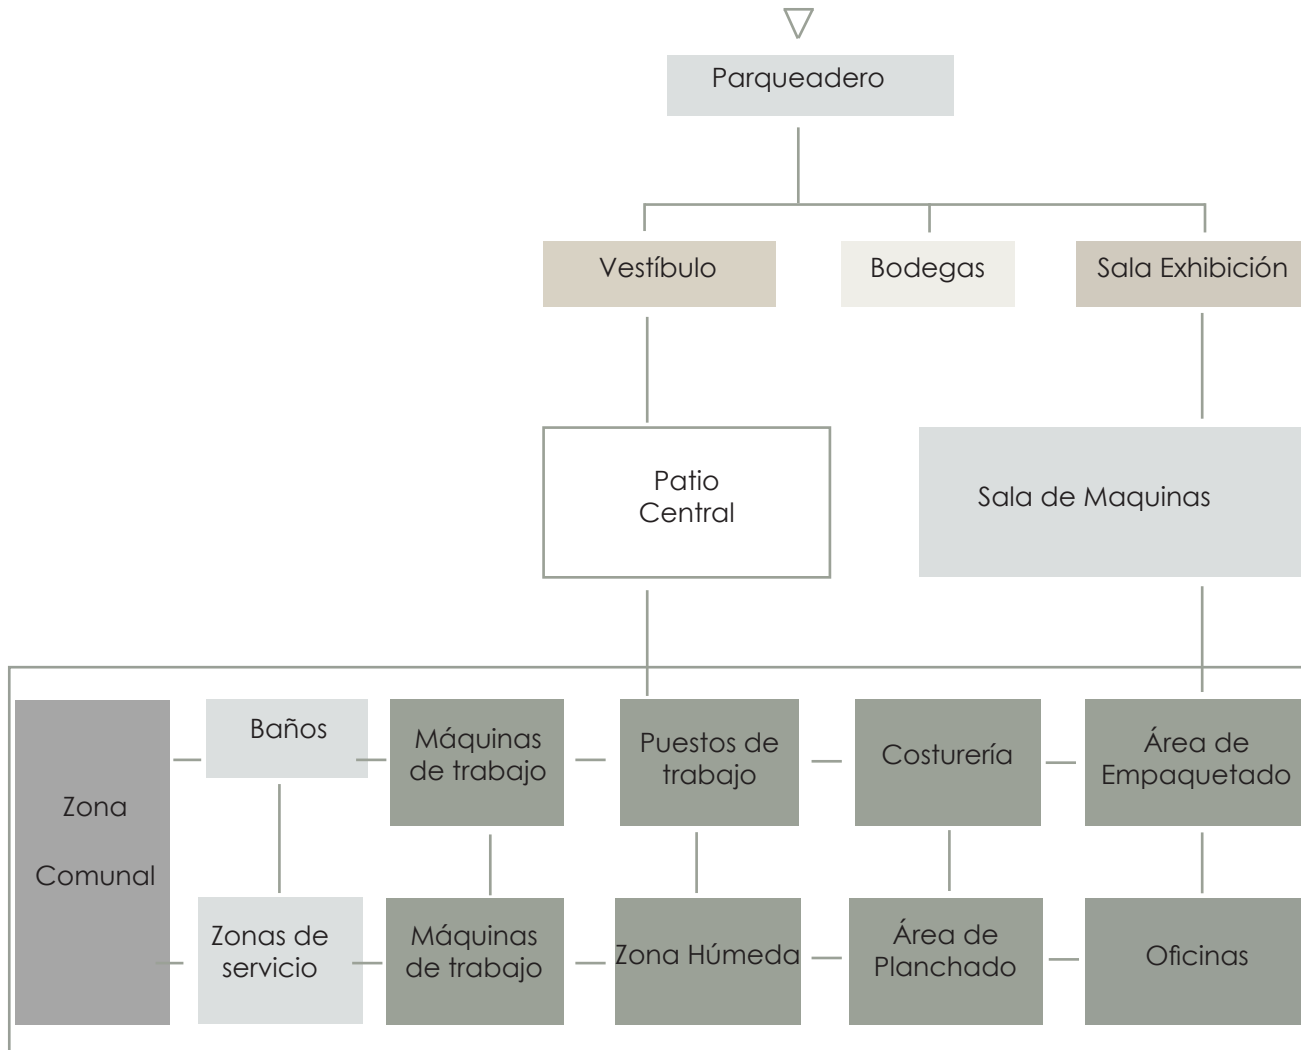 Parqueadero
Vestíbulo
Bodegas
Sala Exhibición
Patio
Central
Sala de Maquinas
Zona
Comunal
Baños
Máquinas
de trabajo
Puestos de
trabajo
Costurería
Área de
Empaquetado
Zonas de
servicio
Máquinas
de trabajo
Zona Húmeda
Área de
Planchado
Oficinas